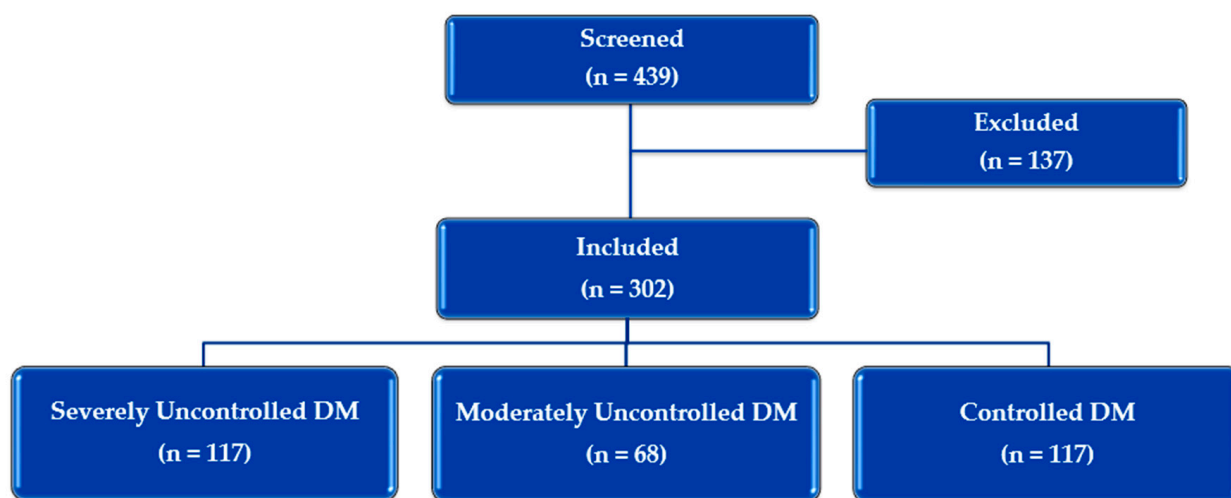 Screened
(n = 439)
Excluded
(n = 137)
Included
(n = 302)
Severely Uncontrolled DM
(n = 117)
Moderately Uncontrolled DM
(n = 68)
Controlled DM
(n = 117)